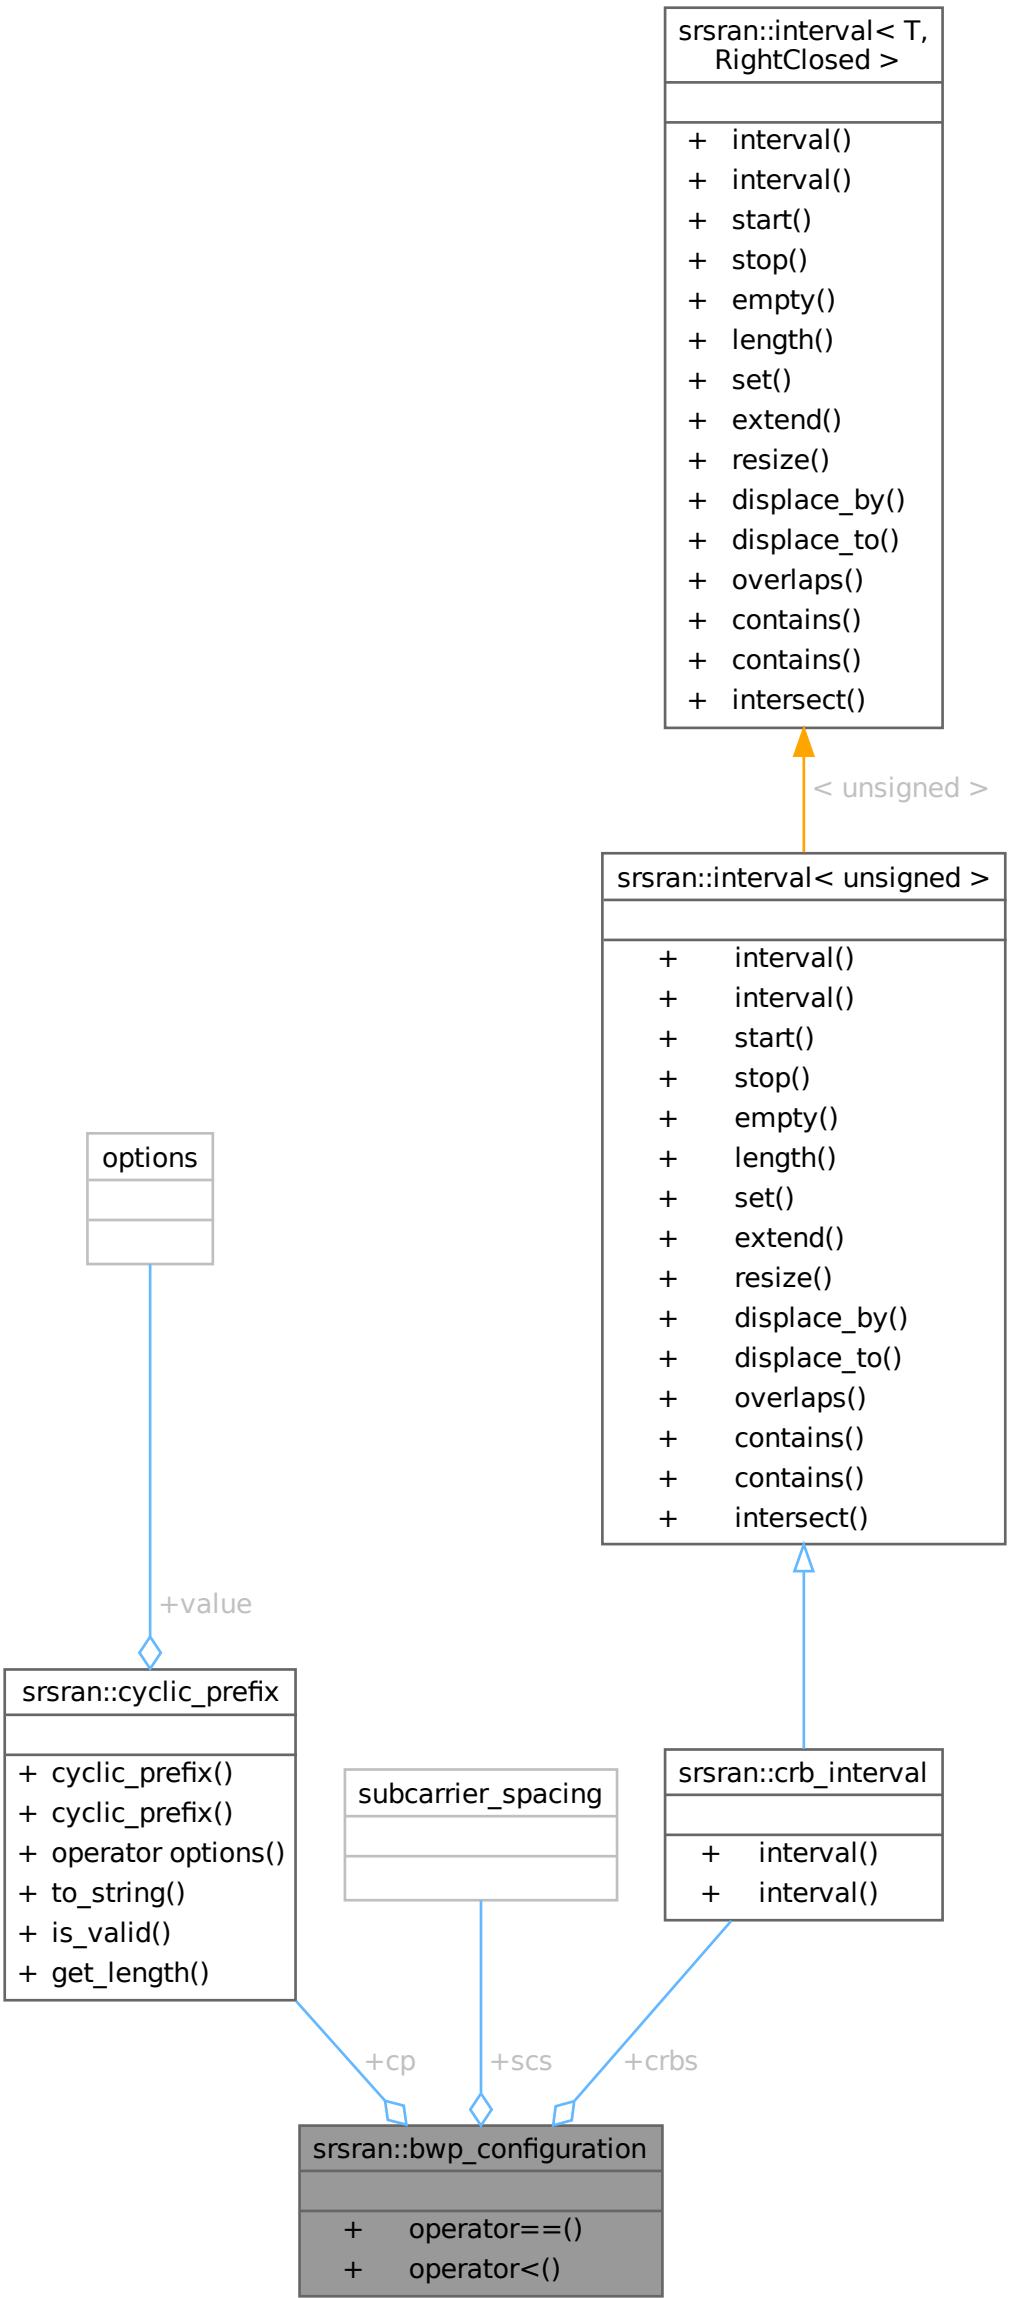 srsran::interval< T,
RightClosed >
+ interval()
+ interval()
+ start()
+ stop()
+ empty()
+ length()
+ set()
+ extend()
+ resize()
+ displace_by()
+ displace_to()
+ overlaps()
+ contains()
+ contains()
+ intersect()
< unsigned >
srsran::interval< unsigned >
+ interval()
+ interval()
+ start()
+ stop()
+ empty()
+ length()
+ set()
+ extend()
+ resize()
+ displace_by()
+ displace_to()
+ overlaps()
+ contains()
+ contains()
+ intersect()
options
+value
srsran::cyclic_prefix
+ cyclic_prefix()
+ cyclic_prefix()
+ operator options()
+ to_string()
+ is_valid()
+ get_length()
subcarrier_spacing
srsran::crb_interval
+ interval()
+ interval()
+cp
+scs
+crbs
srsran::bwp_configuration
+ operator==()
+ operator<()